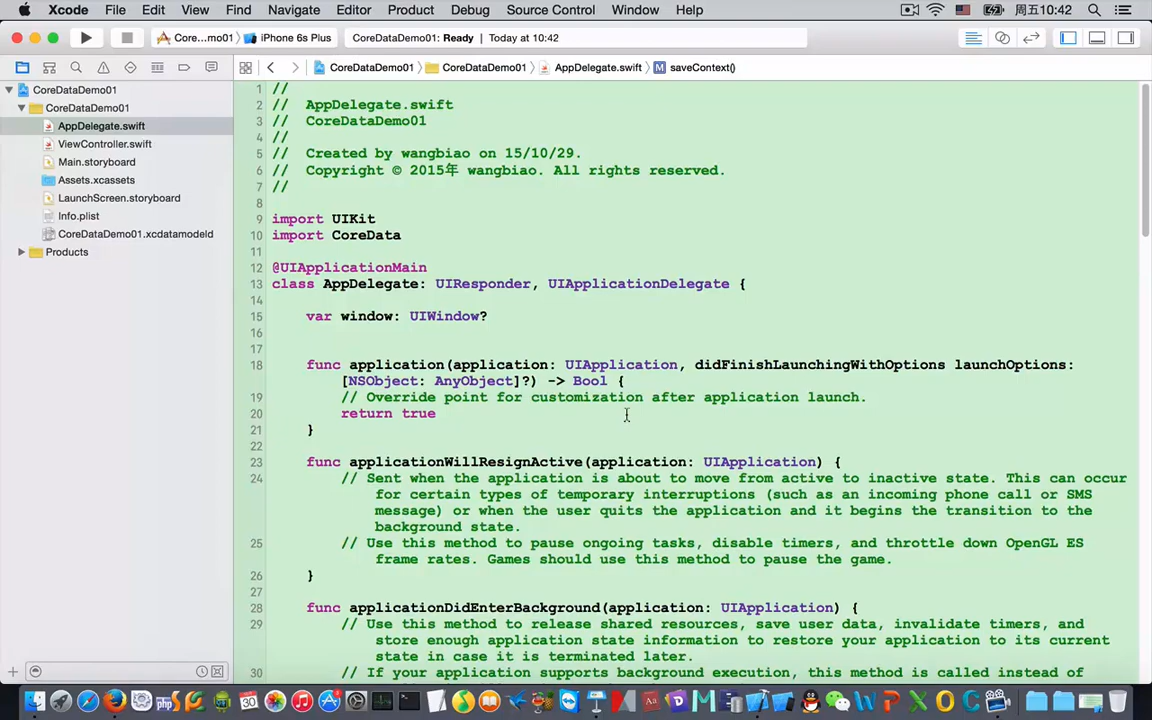 Xcode File Edit View Find Navigate Editor Product Debug Source Control Window Help 周五10:42
Core...mo01 iPhone 6s Plus CoreDataDemo01: Ready Today at 10:42
CoreDataDemo01 CoreDataDemo01 AppDelegate.swift M saveContext()
CoreDataDemo01
CoreDataDemo01
AppDelegate.swift
ViewController.swift
Main.storyboard
Assets.xcassets
LaunchScreen.storyboard
Info.plist
CoreDataDemo01.xcdatamodeld
Products
1 //
2 // AppDelegate.swift
3 // CoreDataDemo01
4 //
5 // Created by wangbiao on 15/10/29.
6 // Copyright © 2015年 wangbiao. All rights reserved.
7 //
8
9 import UIKit
10 import CoreData
11
12 @UIApplicationMain
13 class AppDelegate: UIResponder, UIApplicationDelegate {
14
15 var window: UIWindow?
16
17
18 func application(application: UIApplication, didFinishLaunchingWithOptions launchOptions:
[NSObject: AnyObject]?) -> Bool {
19 // Override point for customization after application launch.
20 return true
21 }
22
23 func applicationWillResignActive(application: UIApplication) {
24 // Sent when the application is about to move from active to inactive state. This can occur
for certain types of temporary interruptions (such as an incoming phone call or SMS
message) or when the user quits the application and it begins the transition to the
background state.
25 // Use this method to pause ongoing tasks, disable timers, and throttle down OpenGL ES
frame rates. Games should use this method to pause the game.
26 }
27
28 func applicationDidEnterBackground(application: UIApplication) {
29 // Use this method to release shared resources, save user data, invalidate timers, and
store enough application state information to restore your application to its current
state in case it is terminated later.
30 // If your application supports background execution, this method is called instead of